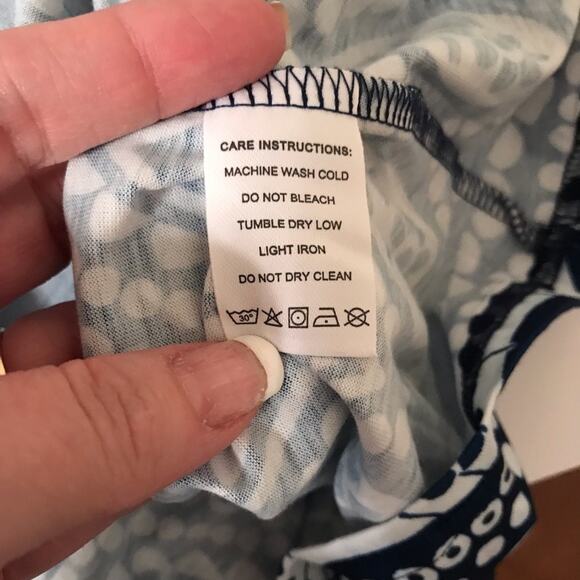 CARE INSTRUCTIONS:
MACHINE WASH COLD
DO NOT BLEACH
TUMBLE DRY LOW
LIGHT IRON
DO NOT DRY CLEAN
30°